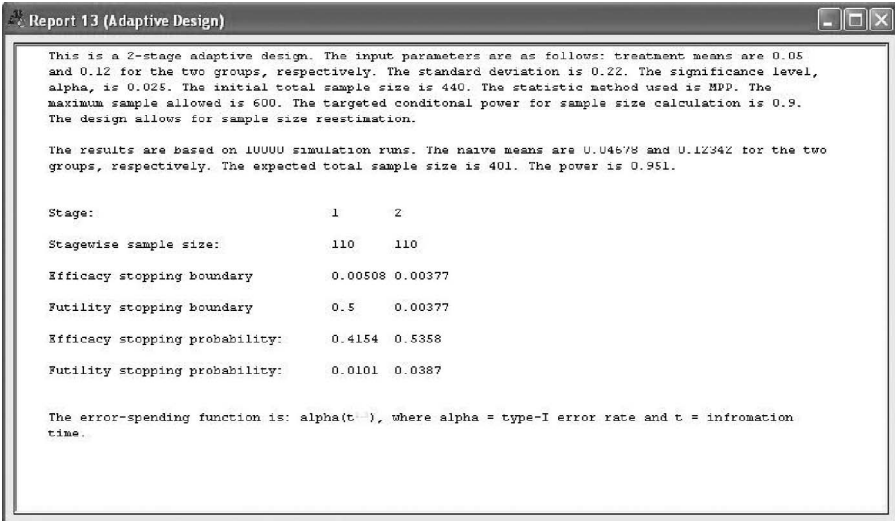 Report 13 (Adaptive Design)
This is a 2-stage adaptive design. The input parameters are as follows: treatment means are 0.05
and 0.12 for the two groups, respectively. The standard deviation is 0.22. The significance level,
alpha, is 0.025. The initial total sample size is 440. The statistic method used is MPP. The
maximum sample allowed is 600. The targeted conditonal power for sample size calculation is 0.9.
The design allows for sample size reestimation.
The results are based on 10000 simulation runs. The naive means are 0.04678 and 0.12342 for the two
groups, respectively. The expected total sample size is 401. The power is 0.951.
Stage: 1 2
Stagewise sample size: 110 110
Efficacy stopping boundary 0.00508 0.00377
Futility stopping boundary 0.5 0.00377
Efficacy stopping probability: 0.4154 0.5358
Futility stopping probability: 0.0101 0.0387
The error-spending function is: alpha(t ), where alpha = type-I error rate and t = infromation
time.